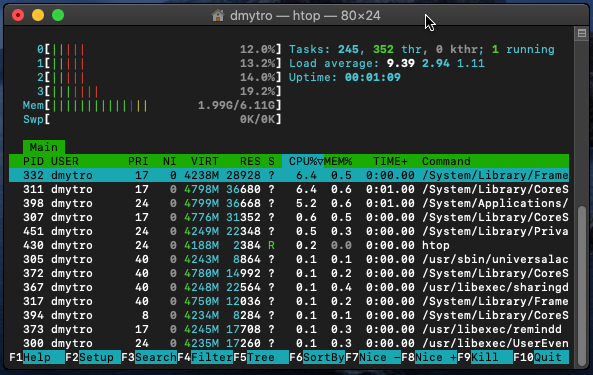 dmytro — htop — 80×24
0[||||| 12.0%] Tasks: 245, 352 thr, 0 kthr; 1 running
1[||||| 13.2%] Load average: 9.39 2.94 1.11
2[||||| 14.0%] Uptime: 00:01:09
3[||||||| 19.2%]
Mem[||||||||||||||1.99G/6.11G]
Swp[ 0K/0K]
Main
PID USER PRI NI VIRT RES S CPU%▽MEM% TIME+ Command
332 dmytro 17 0 4238M 28928 ? 6.4 0.5 0:00.00 /System/Library/Frame
311 dmytro 17 0 4798M 36680 ? 6.4 0.6 0:01.00 /System/Library/CoreS
398 dmytro 24 0 4799M 36668 ? 5.2 0.6 0:01.00 /System/Applications/
307 dmytro 17 0 4776M 31352 ? 0.6 0.5 0:00.00 /System/Library/CoreS
451 dmytro 24 0 4249M 22348 ? 0.5 0.3 0:00.00 /System/Library/Priva
430 dmytro 24 0 4188M 2384 R 0.2 0.0 0:00.00 htop
305 dmytro 40 0 4243M 8864 ? 0.1 0.1 0:00.00 /usr/sbin/universalac
372 dmytro 40 0 4780M 14992 ? 0.1 0.2 0:00.00 /System/Library/CoreS
367 dmytro 40 0 4248M 22564 ? 0.1 0.4 0:00.00 /usr/libexec/sharingd
317 dmytro 40 0 4750M 12036 ? 0.1 0.2 0:00.00 /System/Library/Frame
394 dmytro 8 0 4234M 8284 ? 0.1 0.1 0:00.00 /System/Library/CoreS
373 dmytro 17 0 4245M 17708 ? 0.1 0.3 0:00.00 /usr/libexec/remindd
300 dmytro 24 0 4235M 17260 ? 0.1 0.3 0:00.00 /usr/libexec/UserEven
F1Help F2Setup F3SearchF4FilterF5Tree F6SortByF7Nice -F8Nice +F9Kill F10Quit